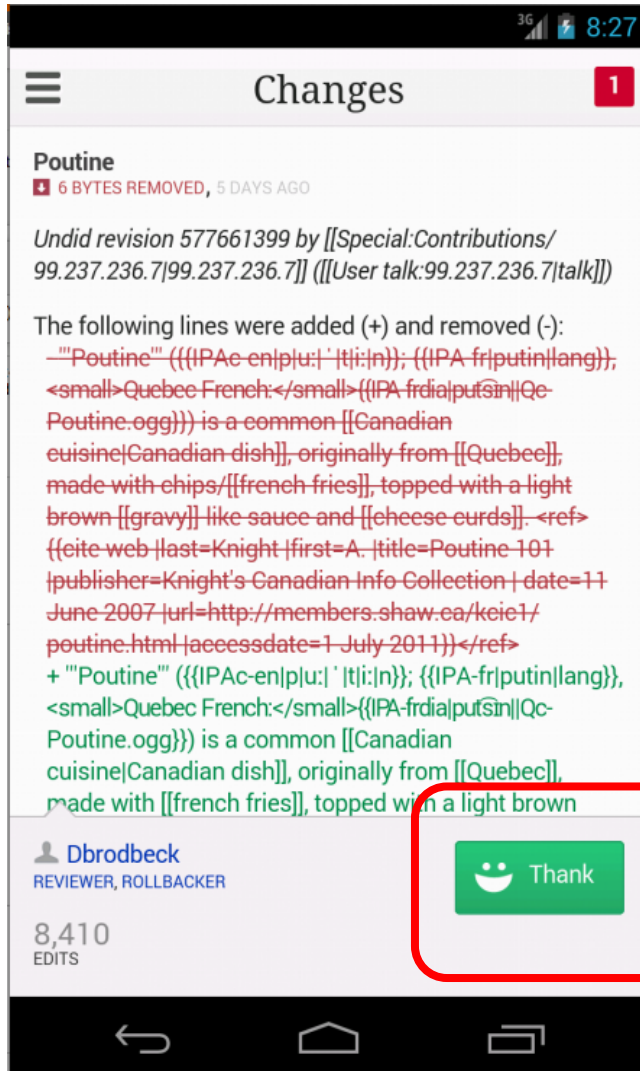 3G 8:27
Changes 1
Poutine
6 BYTES REMOVED, 5 DAYS AGO
Undid revision 577661399 by [[Special:Contributions/
99.237.236.7|99.237.236.7]] ([[User talk:99.237.236.7|talk]])
The following lines were added (+) and removed (-):
- '''Poutine''' ({{IPAc-en|p|u:| ˈ |t|i:|n}}; {{IPA-fr|putin|lang}},
<small>Quebec French:</small>{{IPA-frdia|put͡sɪn||Qc-
Poutine.ogg}}) is a common [[Canadian
cuisine|Canadian dish]], originally from [[Quebec]],
made with chips/[[french fries]], topped with a light
brown [[gravy]]-like sauce and [[cheese curds]]. <ref>
{{cite web |last=Knight |first=A. |title=Poutine 101
|publisher=Knight's Canadian Info Collection | date=11
June 2007 |url=http://members.shaw.ca/kcic1/
poutine.html |accessdate=1 July 2011}}</ref>
+ '''Poutine''' ({{IPAc-en|p|u:| ˈ |t|i:|n}}; {{IPA-fr|putin|lang}},
<small>Quebec French:</small>{{IPA-frdia|put͡sɪn||Qc-
Poutine.ogg}}) is a common [[Canadian
cuisine|Canadian dish]], originally from [[Quebec]],
made with [[french fries]], topped with a light brown
Dbrodbeck
REVIEWER, ROLLBACKER
Thank
8,410
EDITS